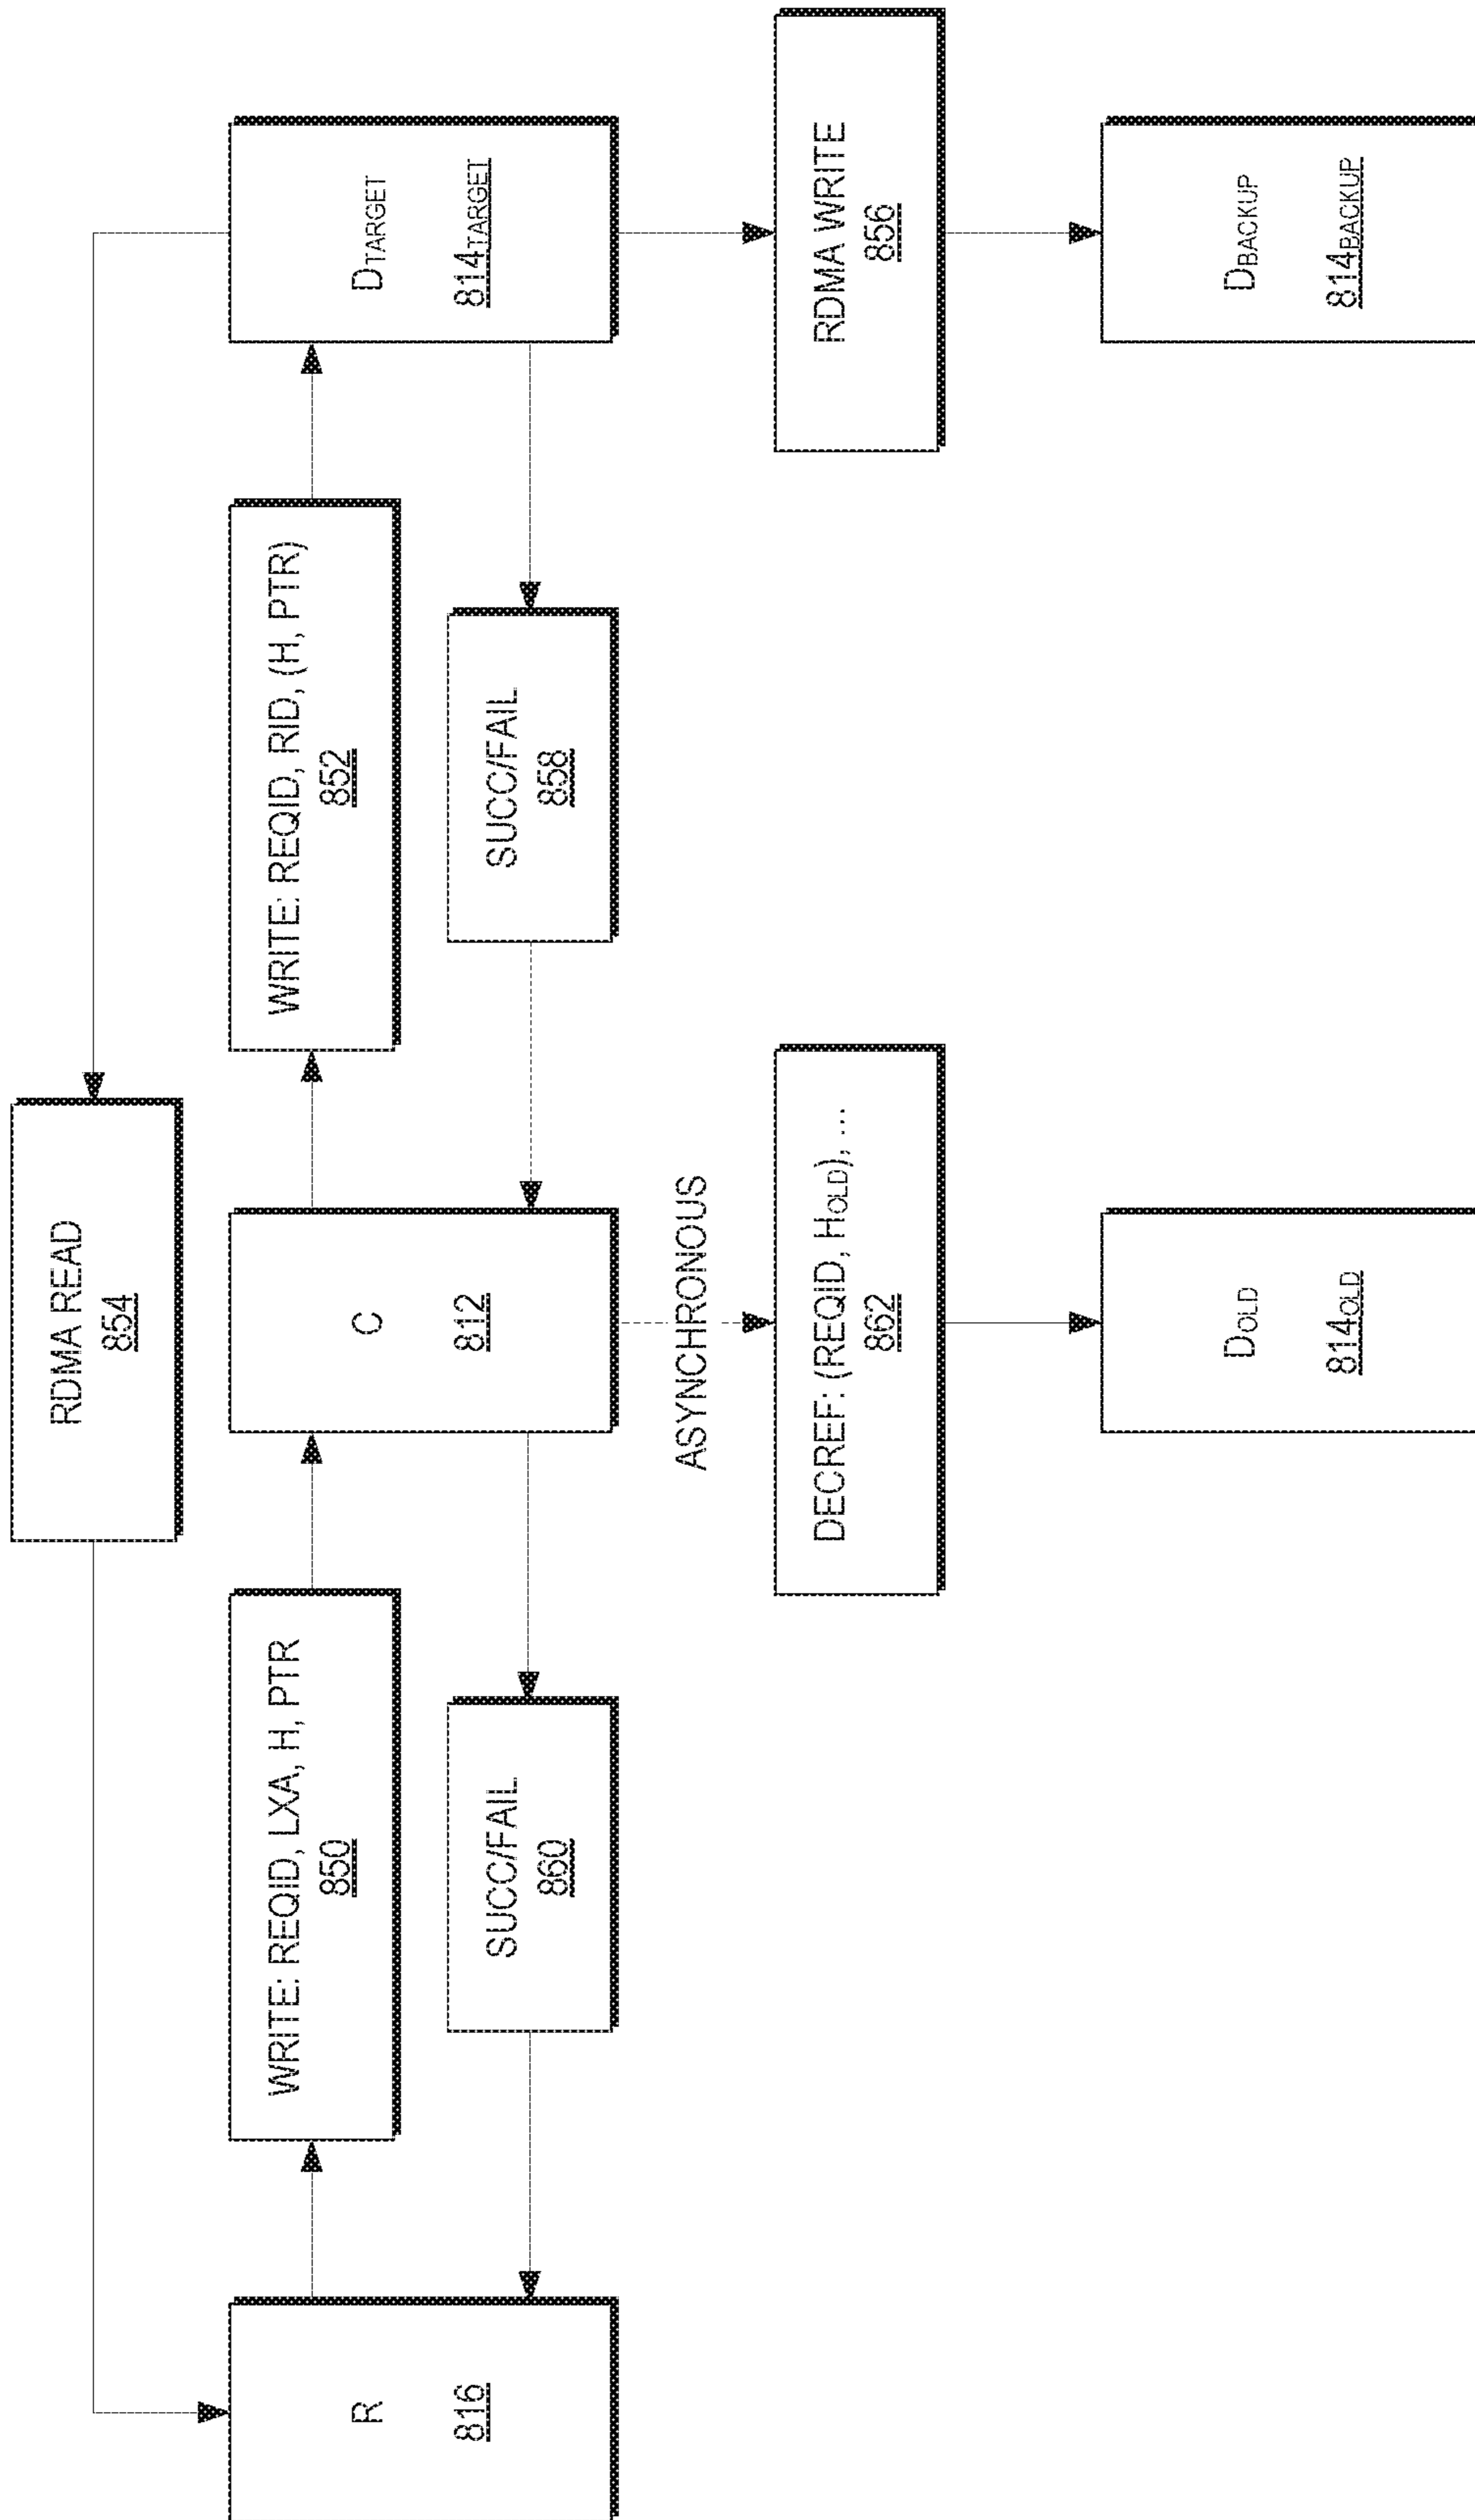 RDMA READ
854
R
816
WRITE: REQID, LXA, H, PTR
850
C
812
WRITE: REQID, RID, (H, PTR)
852
DTARGET
814TARGET
SUCC/FAIL
860
SUCC/FAIL
858
ASYNCHRONOUS
DECREF: (REQID, HOLD), ...
862
RDMA WRITE
856
DOLD
814OLD
DBACKUP
814BACKUP